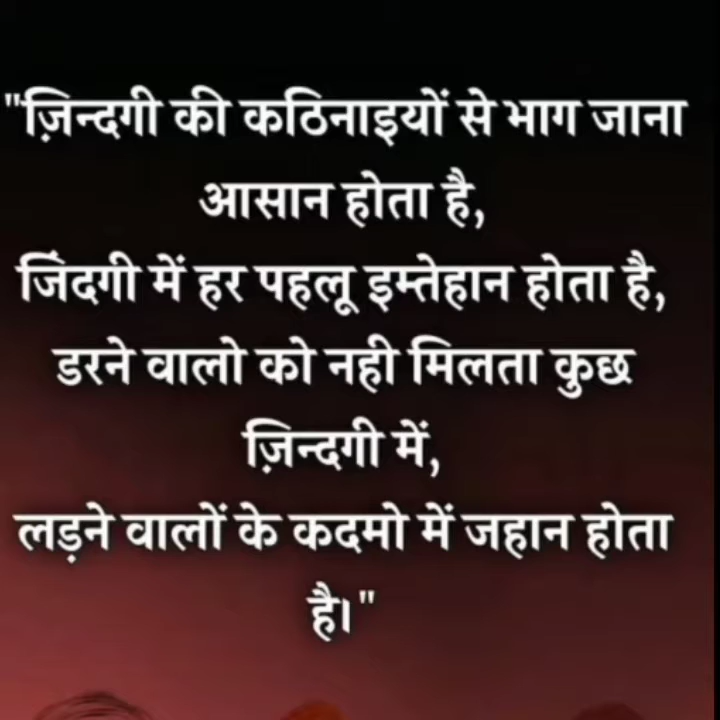 "ज़िन्दगी की कठिनाइयों से भाग जाना
आसान होता है,
जिंदगी में हर पहलू इम्तेहान होता है,
डरने वालो को नही मिलता कुछ
ज़िन्दगी में,
लड़ने वालों के कदमो में जहान होता
है।"